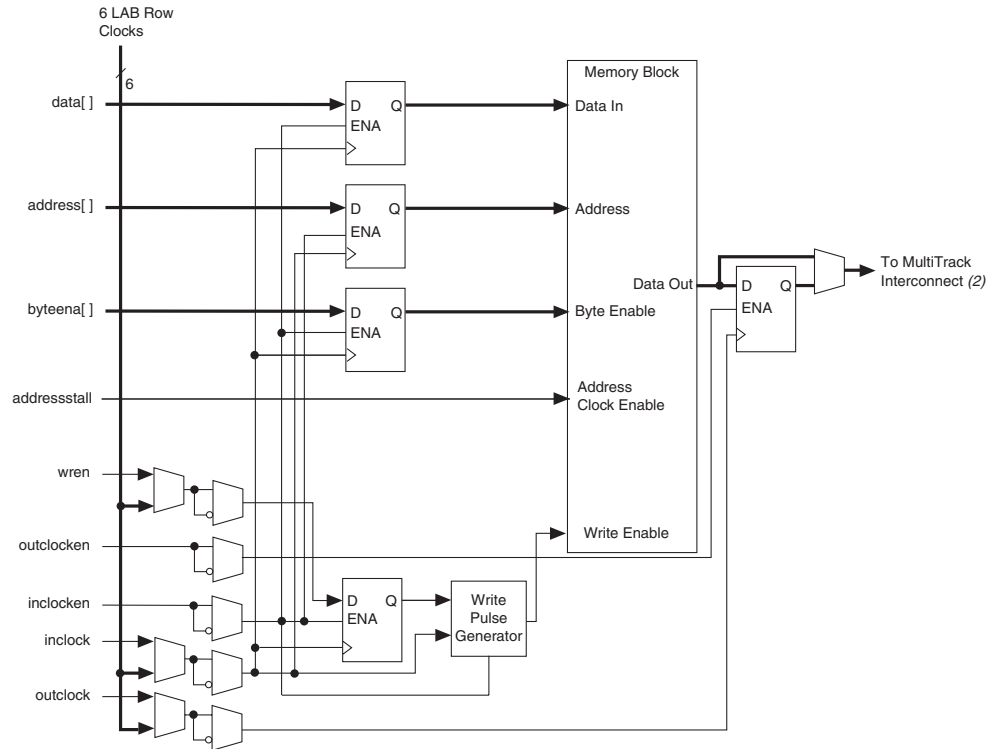 6 LAB Row
Clocks
6
data[ ]
D Q
ENA
Memory Block
Data In
address[ ]
D Q
ENA
Address
To MultiTrack
Interconnect (2)
Data Out
D Q
ENA
byteena[ ]
D Q
ENA
Byte Enable
addressstall
Address
Clock Enable
wren
Write Enable
outclocken
inclocken
D Q
ENA
Write
Pulse
Generator
inclock
outclock